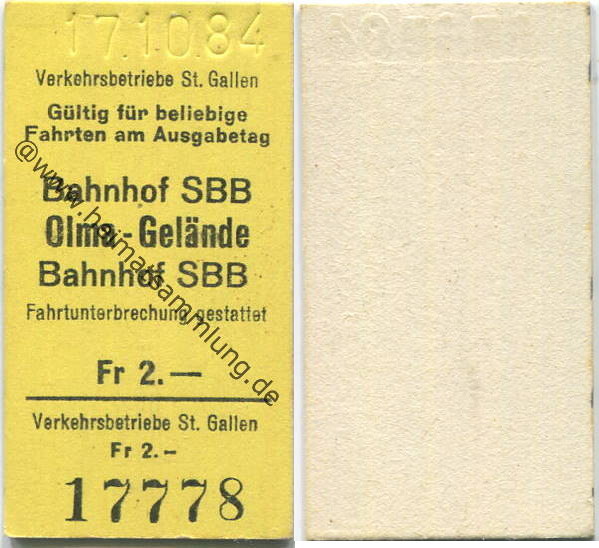 17.10.84
Verkehrsbetriebe St. Gallen
Gültig für beliebige
Fahrten am Ausgabetag
Bahnhof SBB
Olma - Gelände
Bahnhof SBB
Fahrtunterbrechung gestattet
Fr 2.—
Verkehrsbetriebe St. Gallen
Fr 2.-
17778
@www.heimatsammlung.de